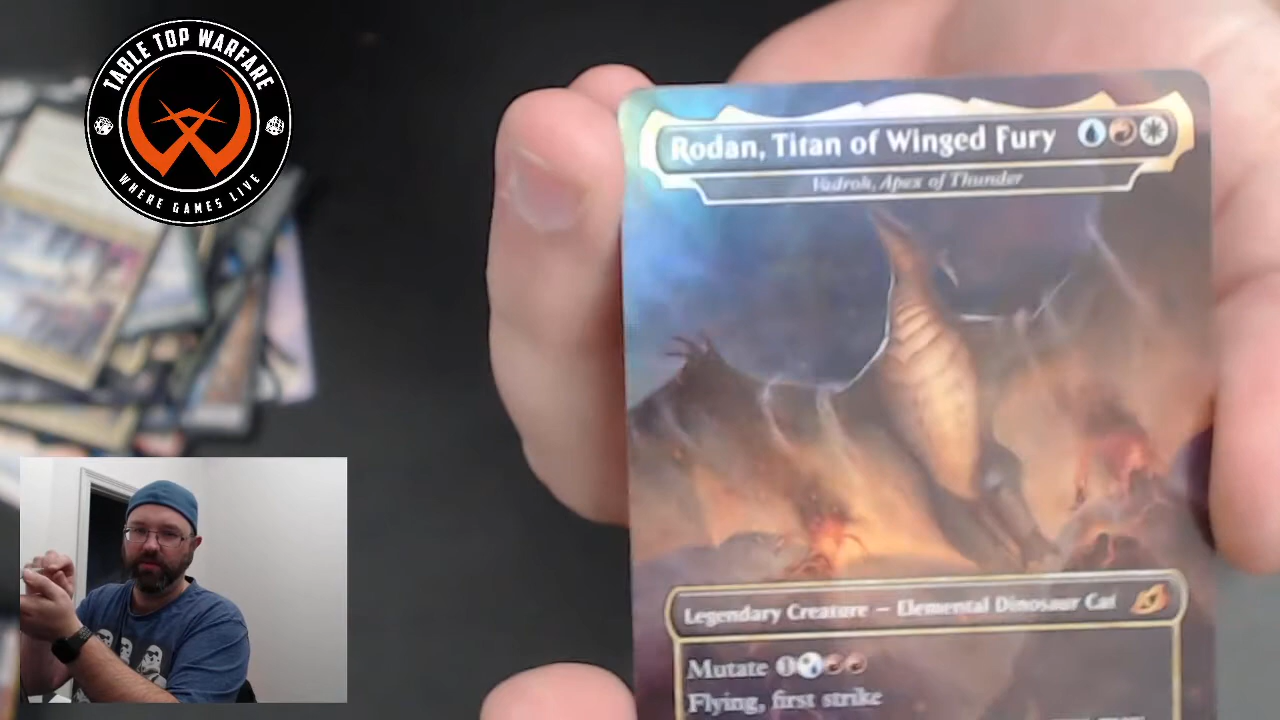 TABLE TOP WARFARE
WHERE GAMES LIVE
Rodan, Titan of Winged Fury
Vadrok, Apex of Thunder
Legendary Creature — Elemental Dinosaur Cat
Mutate 1
Flying, first strike